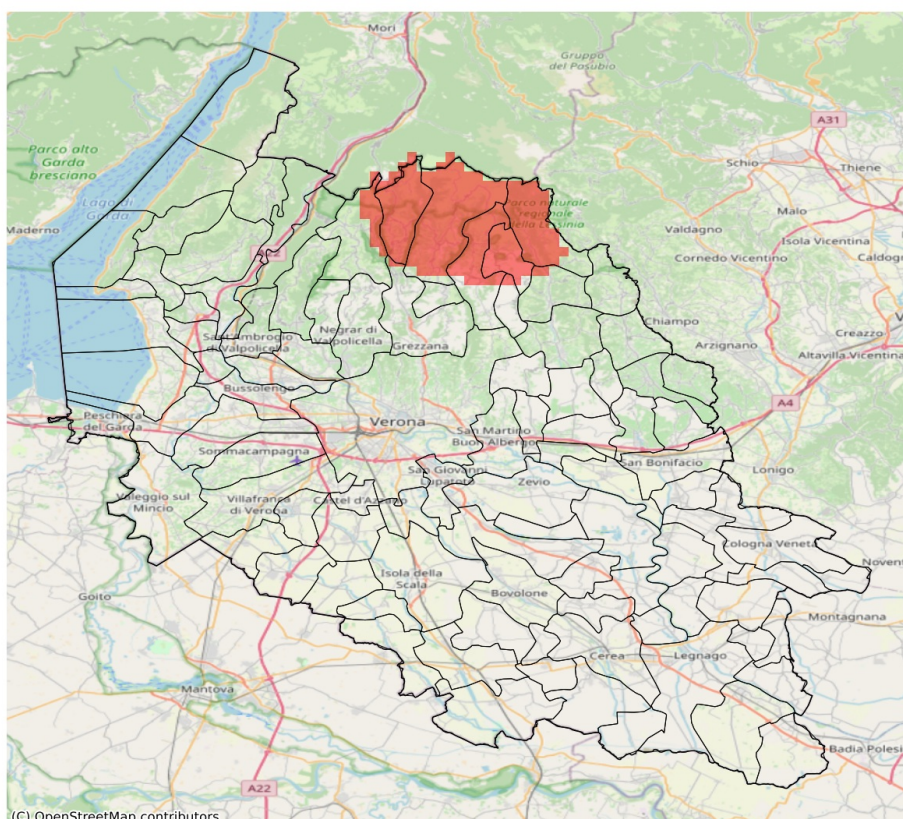 Mori
Gruppo
del Pasubio
A31
Parco alto
Garda
bresciano
Schio
Thiene
Lago di
Garda
Maderno
Parco naturale
regionale
della Lessinia
Malo
Valdagno
Isola Vicentina
Caldog
Cornedo Vicentino
A22
Chiampo
Sant'Ambrogio
di Valpolicella
Negrar di
Valpolicella
Grezzana
Arzignano
Creazzo
V
Altavilla Vicentina
Bussolengo
A4
Peschiera
del Garda
Verona
San Martino
Buon Albergo
Sommacampagna
San Giovanni
Lupatoto
Zevio
San Bonifacio
Lonigo
Valeggio sul
Mincio
Villafranca
di Verona
Castel d'Azzano
Cologna Veneta
Noven
Isola della
Scala
Bovolone
Goito
Montagnana
Cerea
Legnago
Mantova
Badia Polesi
A22
(C) OpenStreetMap contributors